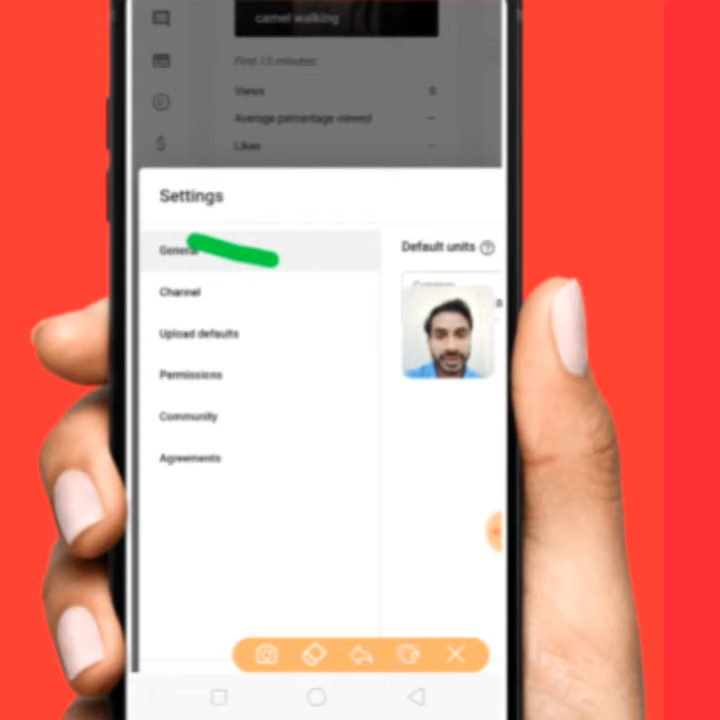 camel walking
First 15 minutes
Views 0
Average percentage viewed —
Likes —
Settings
General
Default units
Channel
Upload defaults
Permissions
Community
Agreements